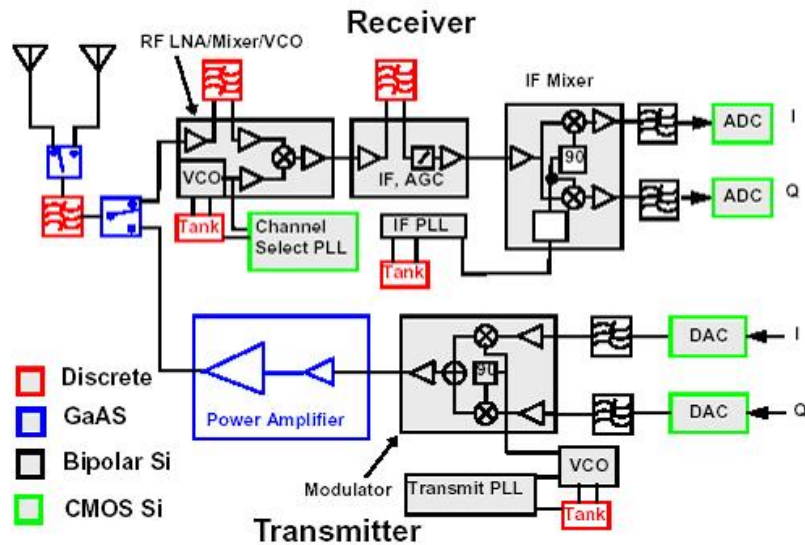 Receiver
RF LNA/Mixer/VCO
IF Mixer
VCO
IF, AGC
90
ADC
I
ADC
Q
Tank
Channel
Select PLL
IF PLL
Tank
Discrete
GaAS
Bipolar Si
CMOS Si
Power Amplifier
90
DAC
I
DAC
Q
Modulator
Transmit PLL
VCO
Tank
Transmitter